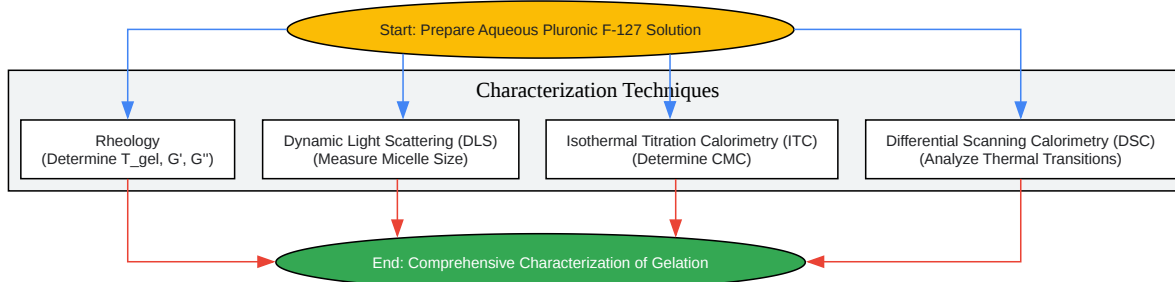 Start: Prepare Aqueous Pluronic F-127 Solution
Characterization Techniques
Rheology
(Determine T_gel, G', G'')
Dynamic Light Scattering (DLS)
(Measure Micelle Size)
Isothermal Titration Calorimetry (ITC)
(Determine CMC)
Differential Scanning Calorimetry (DSC)
(Analyze Thermal Transitions)
End: Comprehensive Characterization of Gelation